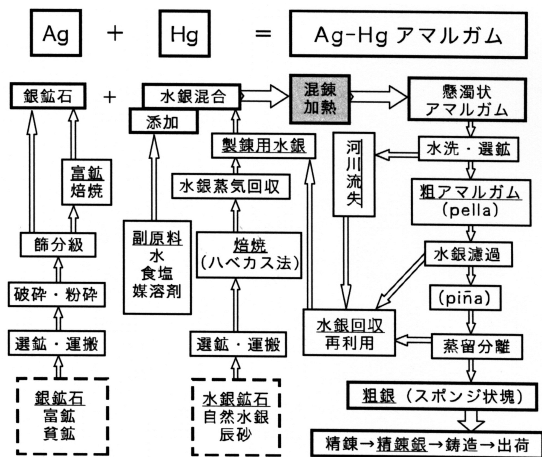 Ag + Hg = Ag-Hg アマルガム
銀鉱石 + 水銀混合
添加
混錬
加熱
懸濁状
アマルガム
製錬用水銀
河川流失
水洗・選鉱
富鉱
焙焼
水銀蒸気回収
粗アマルガム
(pella)
副原料
水
食塩
媒溶剤
焙焼
(ハベカス法)
篩分級
水銀濾過
破砕・粉砕
(piña)
水銀回収
再利用
選鉱・運搬
選鉱・運搬
蒸留分離
銀鉱石
富鉱
貧鉱
水銀鉱石
自然水銀
辰砂
粗銀(スポンジ状塊)
精錬→精錬銀→鋳造→出荷